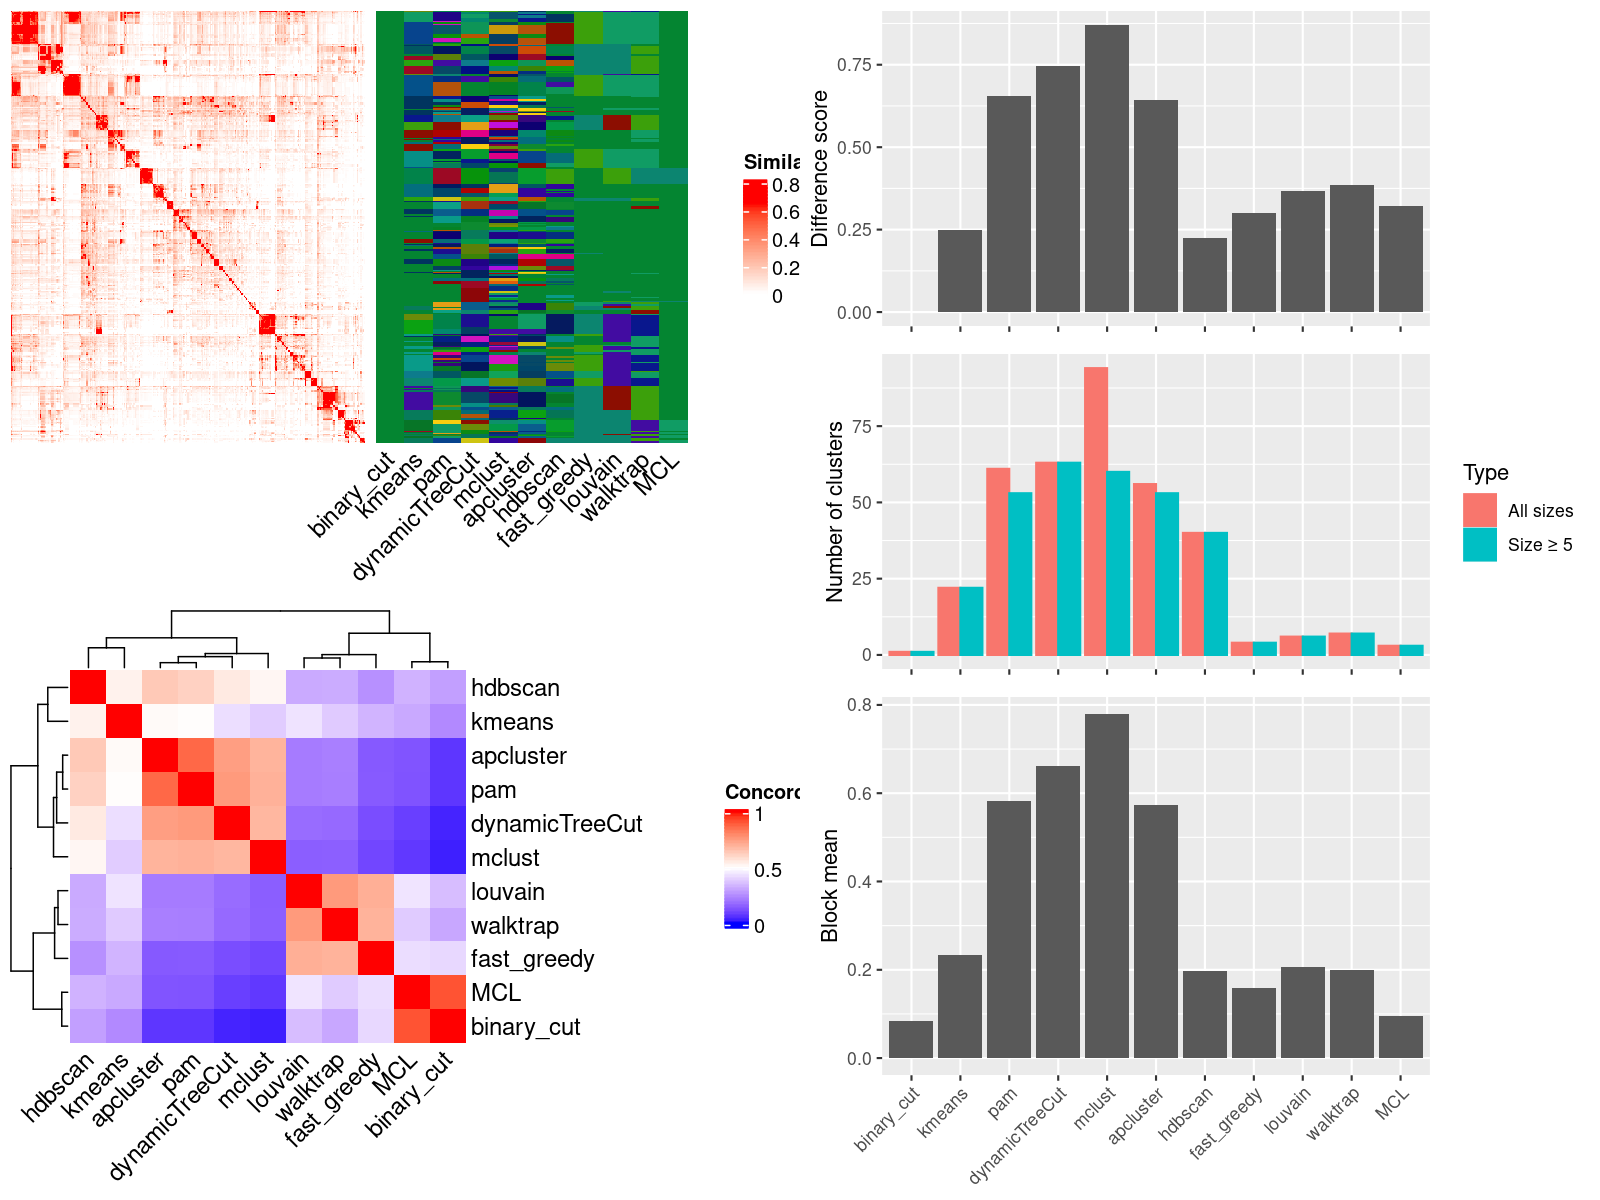 Simila
0.8
0.6
0.4
0.2
0
binary_cut
kmeans
pam
dynamicTreeCut
mclust
apcluster
hdbscan
fast_greedy
louvain
walktrap
MCL
hdbscan
kmeans
apcluster
pam
dynamicTreeCut
mclust
louvain
walktrap
fast_greedy
MCL
binary_cut
hdbscan
kmeans
apcluster
pam
dynamicTreeCut
mclust
louvain
walktrap
fast_greedy
MCL
binary_cut
Concord
1
0.5
0
Difference score
0.75
0.50
0.25
0.00
Number of clusters
75
50
25
0
Type
All sizes
Size ≥ 5
Block mean
0.8
0.6
0.4
0.2
0.0
binary_cut
kmeans
pam
dynamicTreeCut
mclust
apcluster
hdbscan
fast_greedy
louvain
walktrap
MCL